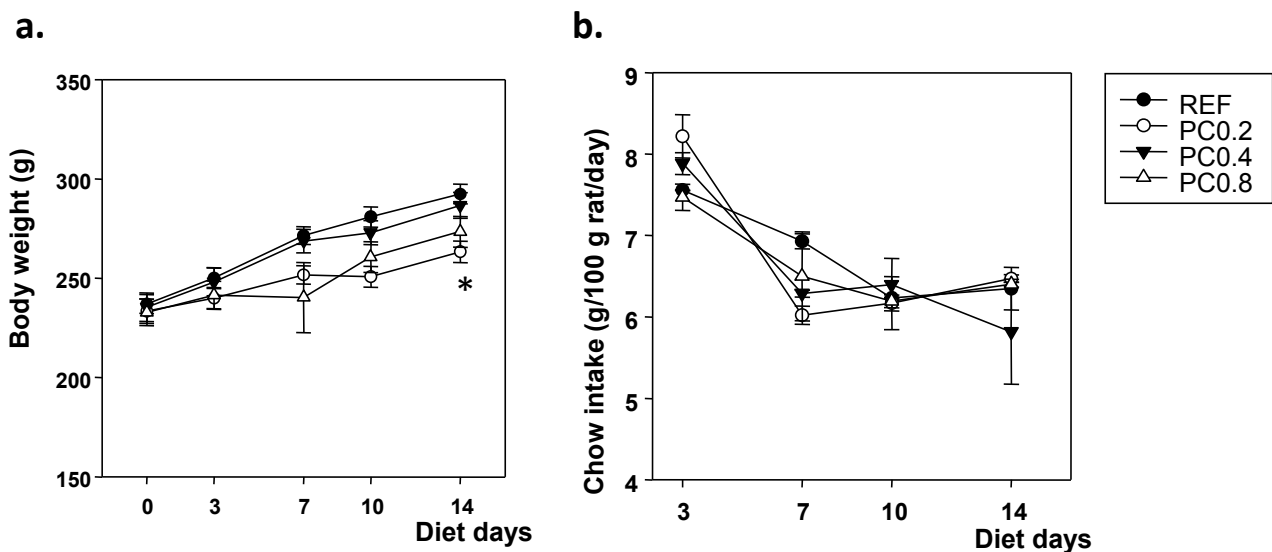 a.
350
300
250
200
150
Body weight (g)
*
0 3 7 10 14
Diet days
b.
9
8
7
6
5
4
Chow intake (g/100 g rat/day)
3 7 10 14
Diet days
REF
PC0.2
PC0.4
PC0.8